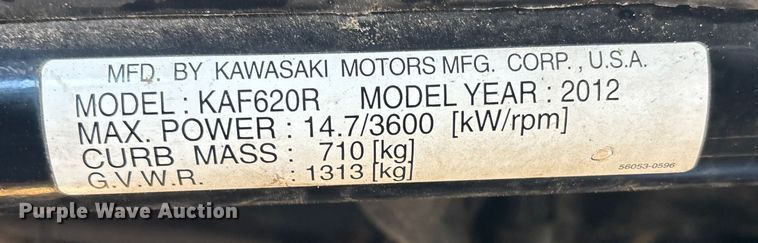 MFD. BY KAWASAKI MOTORS MFG. CORP., U.S.A.
MODEL : KAF620R MODEL YEAR : 2012
MAX. POWER : 14.7/3600 [kW/rpm]
CURB MASS : 710 [kg]
G.V.W.R. : 1313 [kg]
56053-0596
Purple Wave Auction